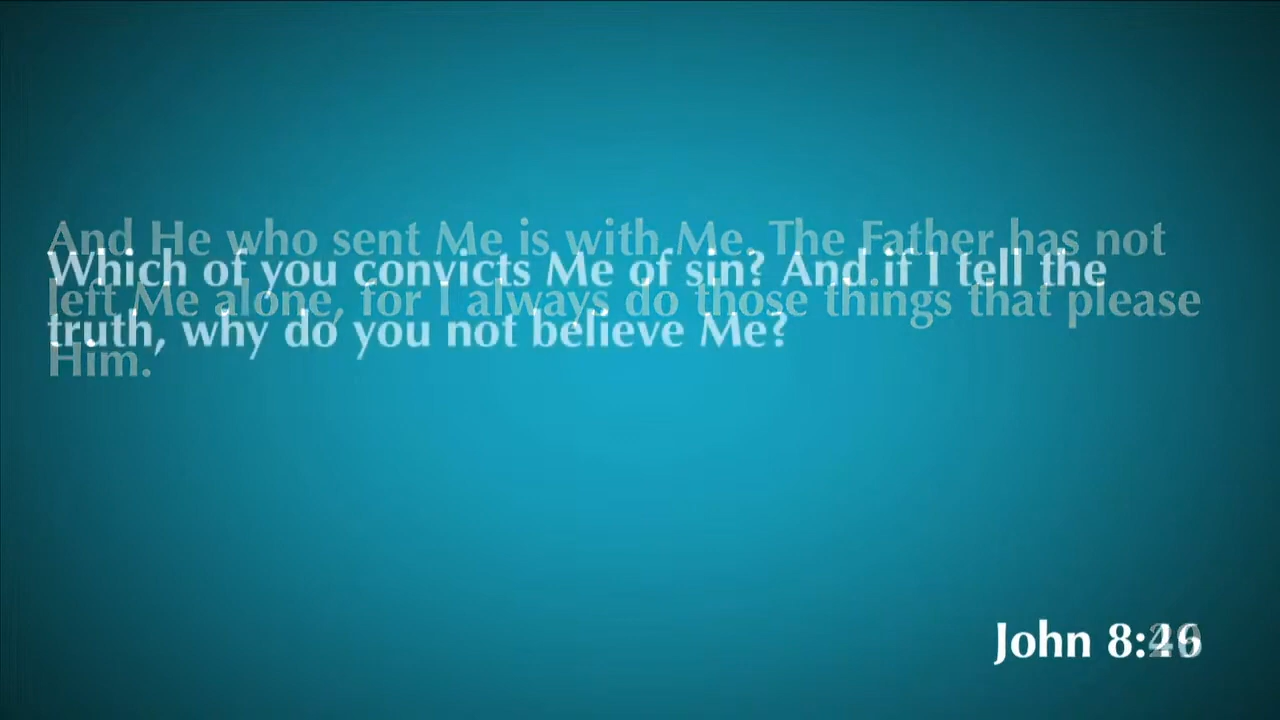 And He who sent Me is with Me. The Father has not
Which of you convicts Me of sin? And if I tell the
left Me alone, for I always do those things that please
truth, why do you not believe Me?
Him.
John 8:46